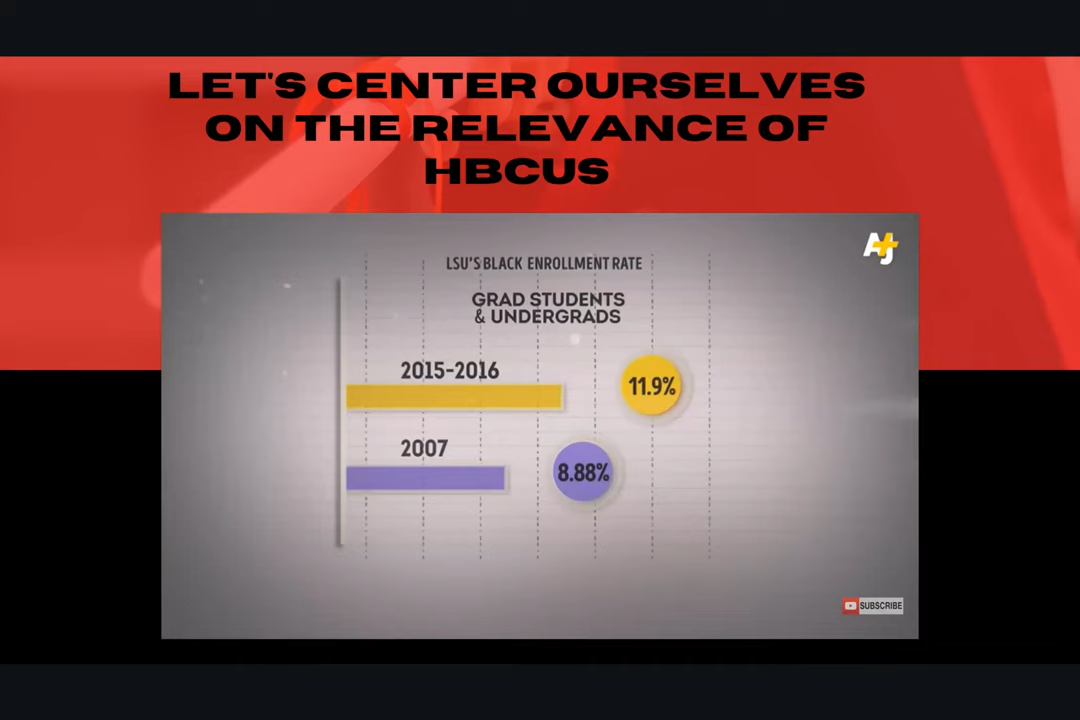 LET'S CENTER OURSELVES
ON THE RELEVANCE OF
HBCUS
AJ+
LSU'S BLACK ENROLLMENT RATE
GRAD STUDENTS
& UNDERGRADS
2015-2016
11.9%
2007
8.88%
SUBSCRIBE